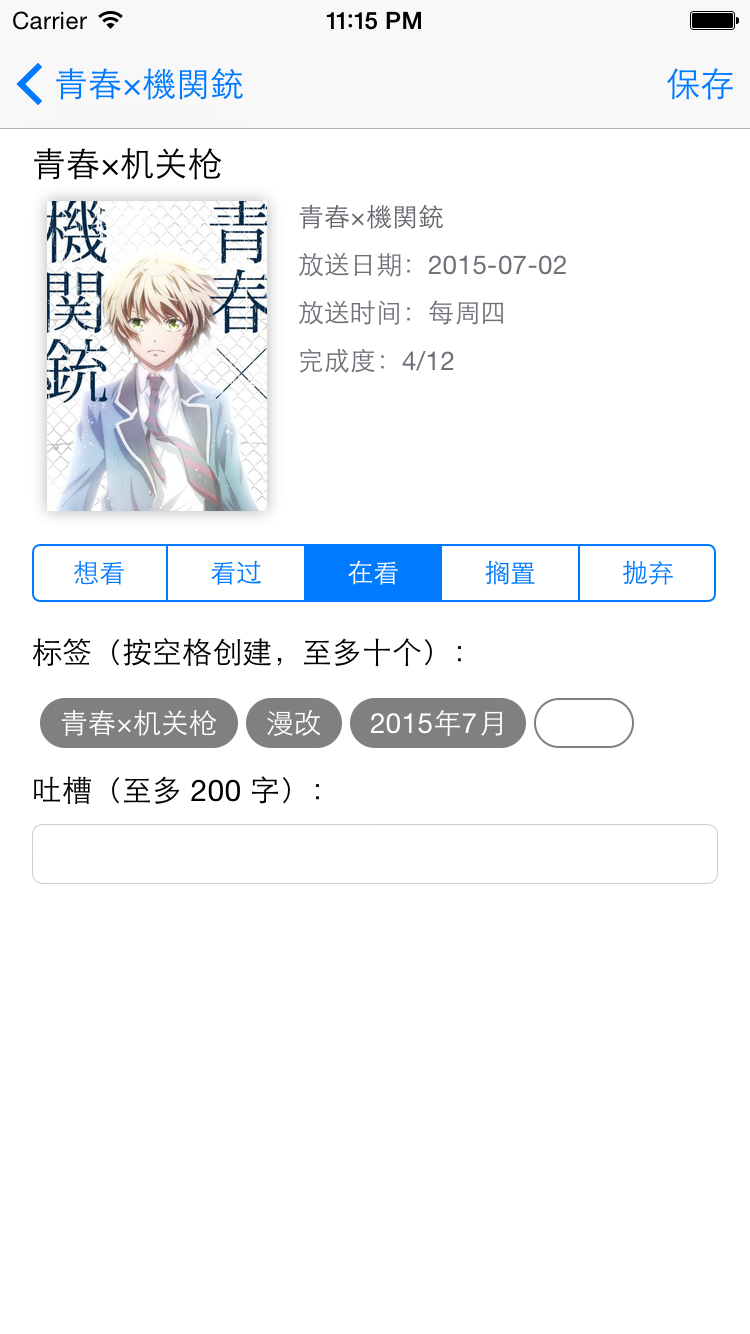 Carrier 11:15 PM
青春×機関銃 保存
青春×机关枪
青春×
機関銃
青春×機関銃
放送日期：2015-07-02
放送时间：每周四
完成度：4/12
想看 看过 在看 搁置 抛弃
标签（按空格创建，至多十个）：
青春×机关枪 漫改 2015年7月
吐槽（至多 200 字）：